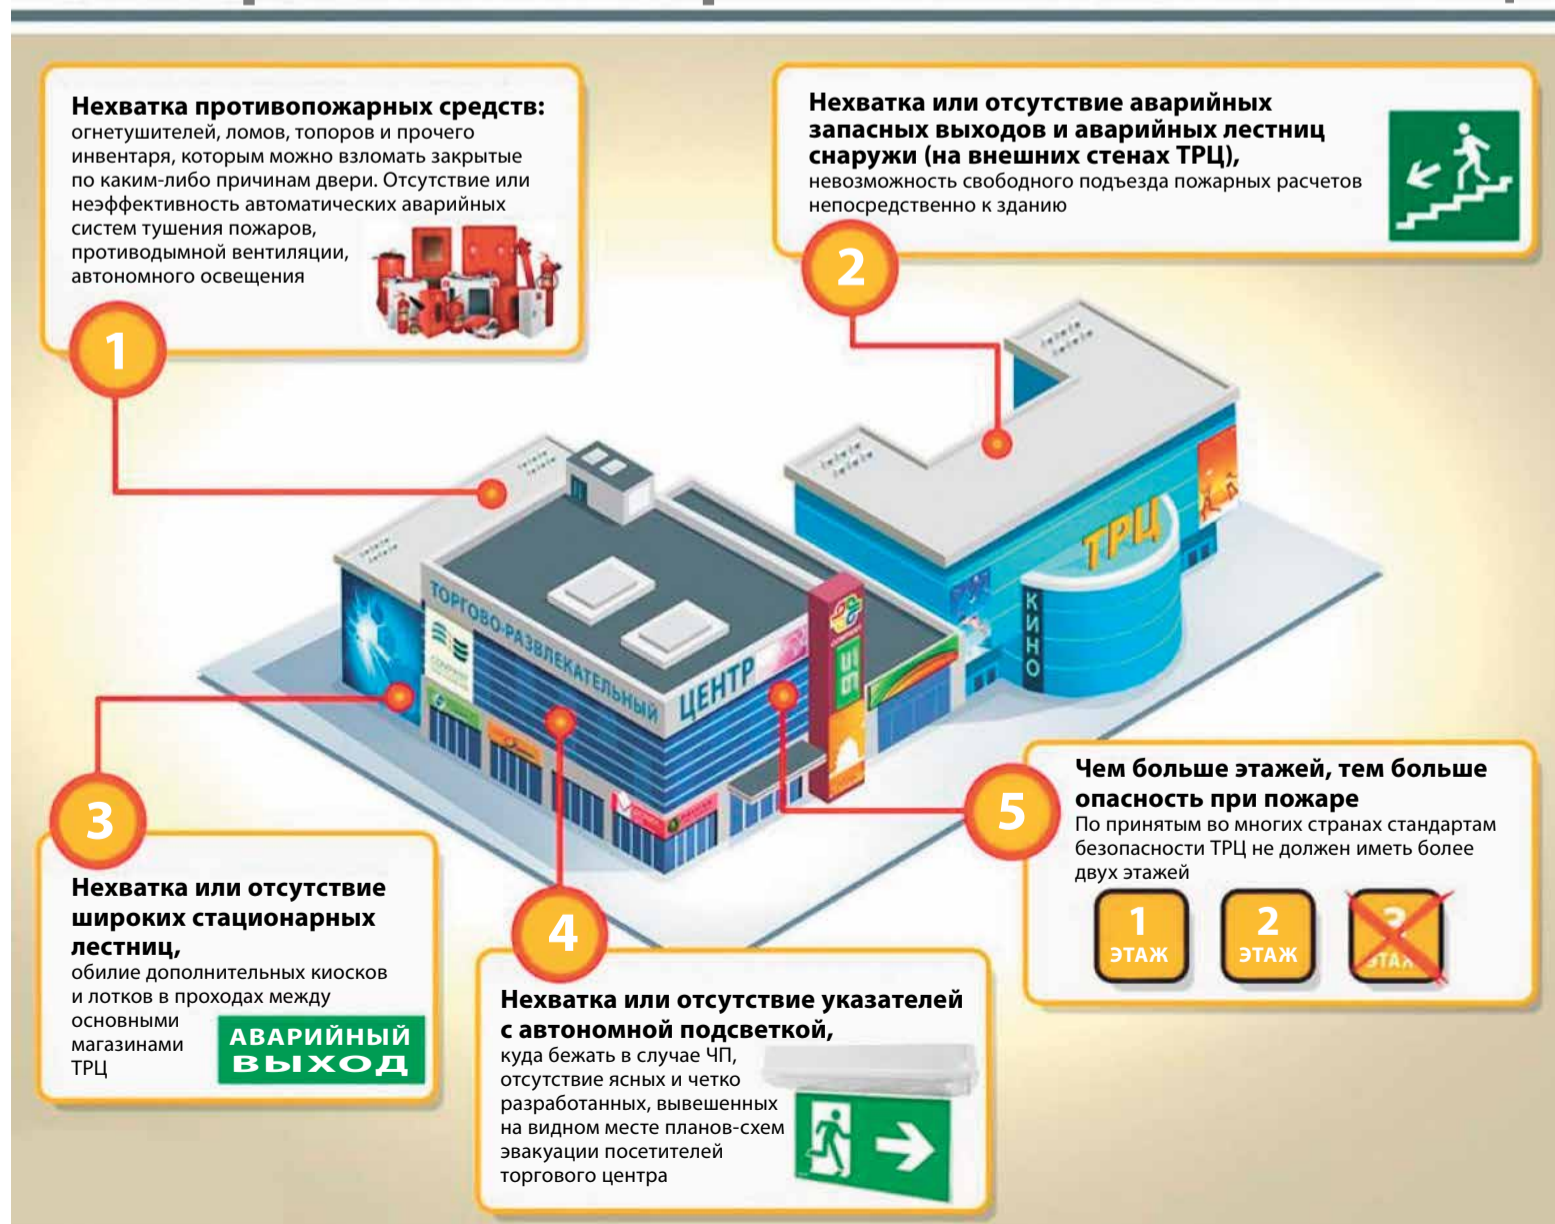 Нехватка противопожарных средств:
огнетушителей, ломов, топоров и прочего
инвентаря, которым можно взломать закрытые
по каким-либо причинам двери. Отсутствие или
неэффективность автоматических аварийных
систем тушения пожаров,
противодымной вентиляции,
автономного освещения
1
Нехватка или отсутствие аварийных
запасных выходов и аварийных лестниц
снаружи (на внешних стенах ТРЦ),
невозможность свободного подъезда пожарных расчетов
непосредственно к зданию
2
ТРЦ
КИНО
ТОРГОВО-РАЗВЛЕКАТЕЛЬНЫЙ
ЦЕНТР
3
Нехватка или отсутствие
широких стационарных
лестниц,
обилие дополнительных киосков
и лотков в проходах между
основными
магазинами
ТРЦ
АВАРИЙНЫЙ
ВЫХОД
4
Нехватка или отсутствие указателей
с автономной подсветкой,
куда бежать в случае ЧП,
отсутствие ясных и четко
разработанных, вывешенных
на видном месте планов-схем
эвакуации посетителей
торгового центра
5
Чем больше этажей, тем больше
опасность при пожаре
По принятым во многих странах стандартам
безопасности ТРЦ не должен иметь более
двух этажей
1
ЭТАЖ
2
ЭТАЖ
3
ЭТАЖ